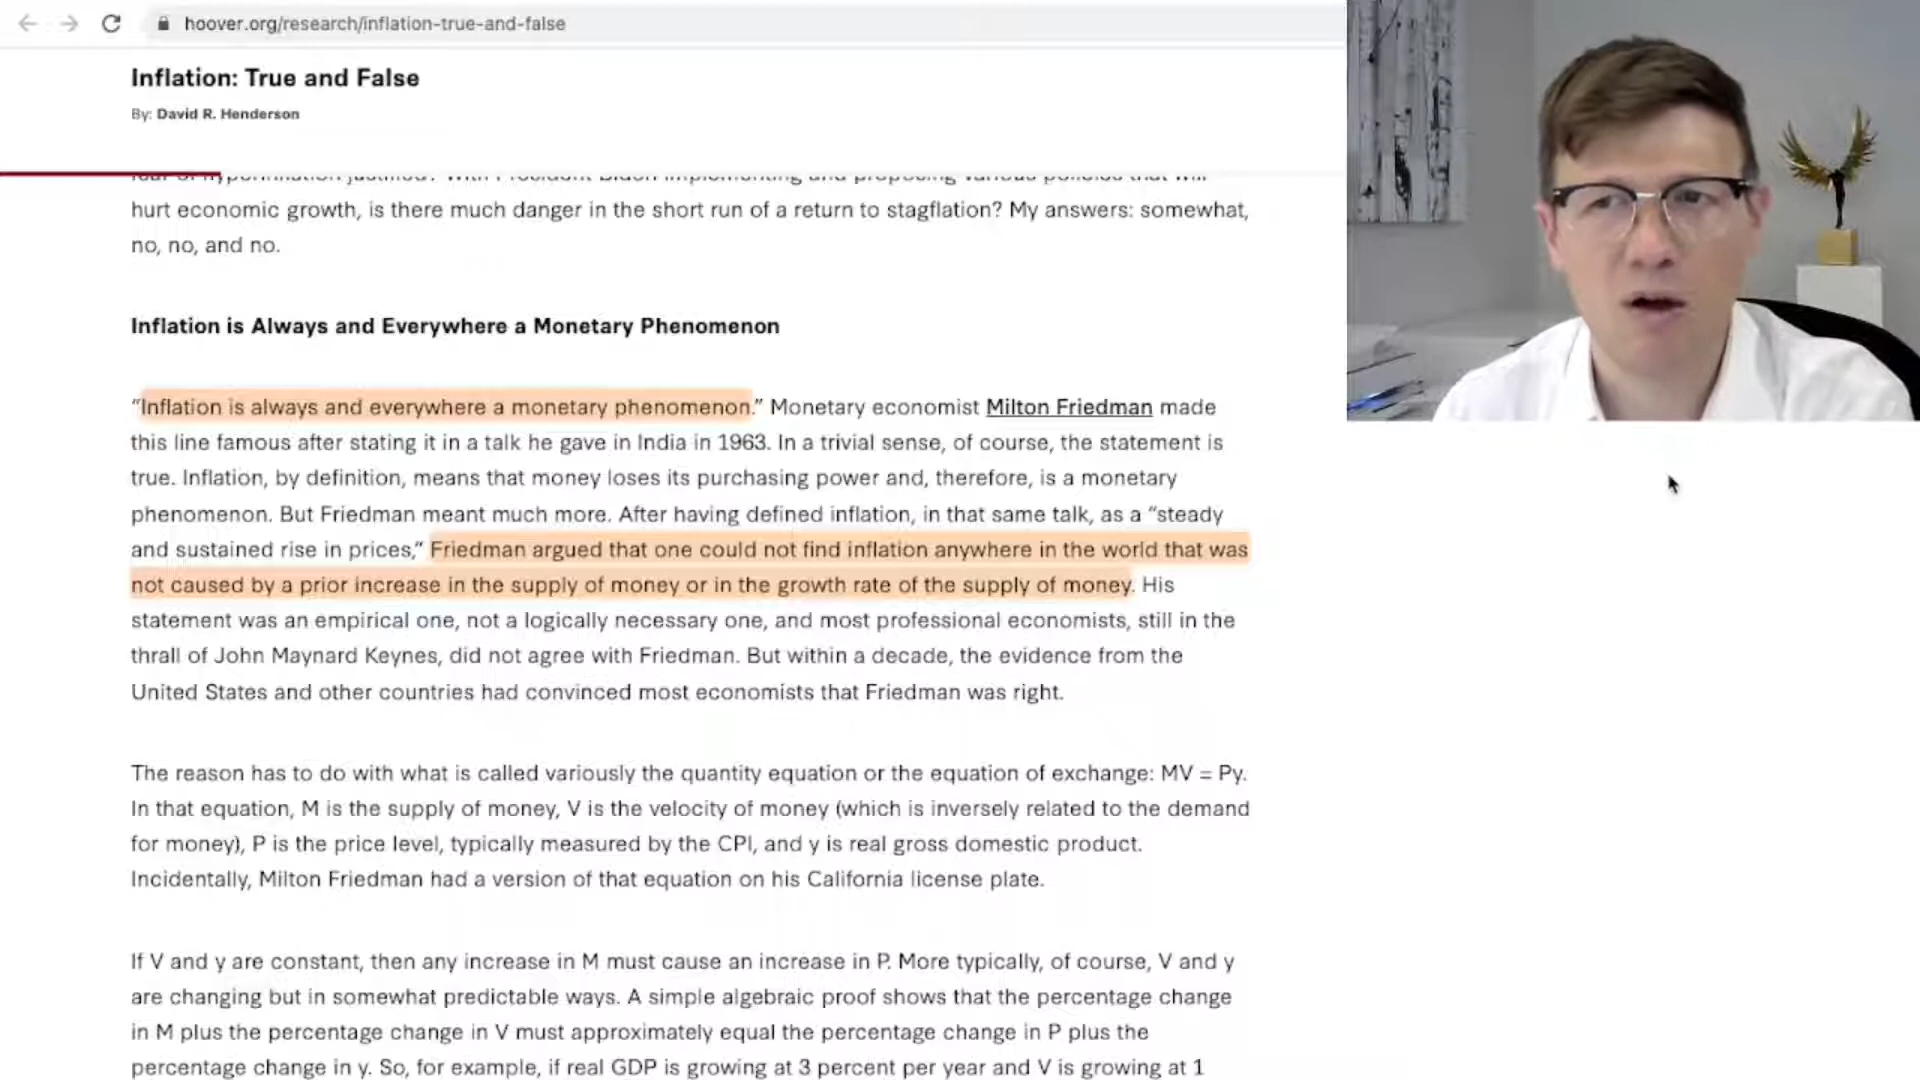 hoover.org/research/inflation-true-and-false
Inflation: True and False
By: David R. Henderson
hurt economic growth, is there much danger in the short run of a return to stagflation? My answers: somewhat,
no, no, and no.
Inflation is Always and Everywhere a Monetary Phenomenon
“Inflation is always and everywhere a monetary phenomenon.” Monetary economist Milton Friedman made
this line famous after stating it in a talk he gave in India in 1963. In a trivial sense, of course, the statement is
true. Inflation, by definition, means that money loses its purchasing power and, therefore, is a monetary
phenomenon. But Friedman meant much more. After having defined inflation, in that same talk, as a “steady
and sustained rise in prices,” Friedman argued that one could not find inflation anywhere in the world that was
not caused by a prior increase in the supply of money or in the growth rate of the supply of money. His
statement was an empirical one, not a logically necessary one, and most professional economists, still in the
thrall of John Maynard Keynes, did not agree with Friedman. But within a decade, the evidence from the
United States and other countries had convinced most economists that Friedman was right.
The reason has to do with what is called variously the quantity equation or the equation of exchange: MV = Py.
In that equation, M is the supply of money, V is the velocity of money (which is inversely related to the demand
for money), P is the price level, typically measured by the CPI, and y is real gross domestic product.
Incidentally, Milton Friedman had a version of that equation on his California license plate.
If V and y are constant, then any increase in M must cause an increase in P. More typically, of course, V and y
are changing but in somewhat predictable ways. A simple algebraic proof shows that the percentage change
in M plus the percentage change in V must approximately equal the percentage change in P plus the
percentage change in y. So, for example, if real GDP is growing at 3 percent per year and V is growing at 1